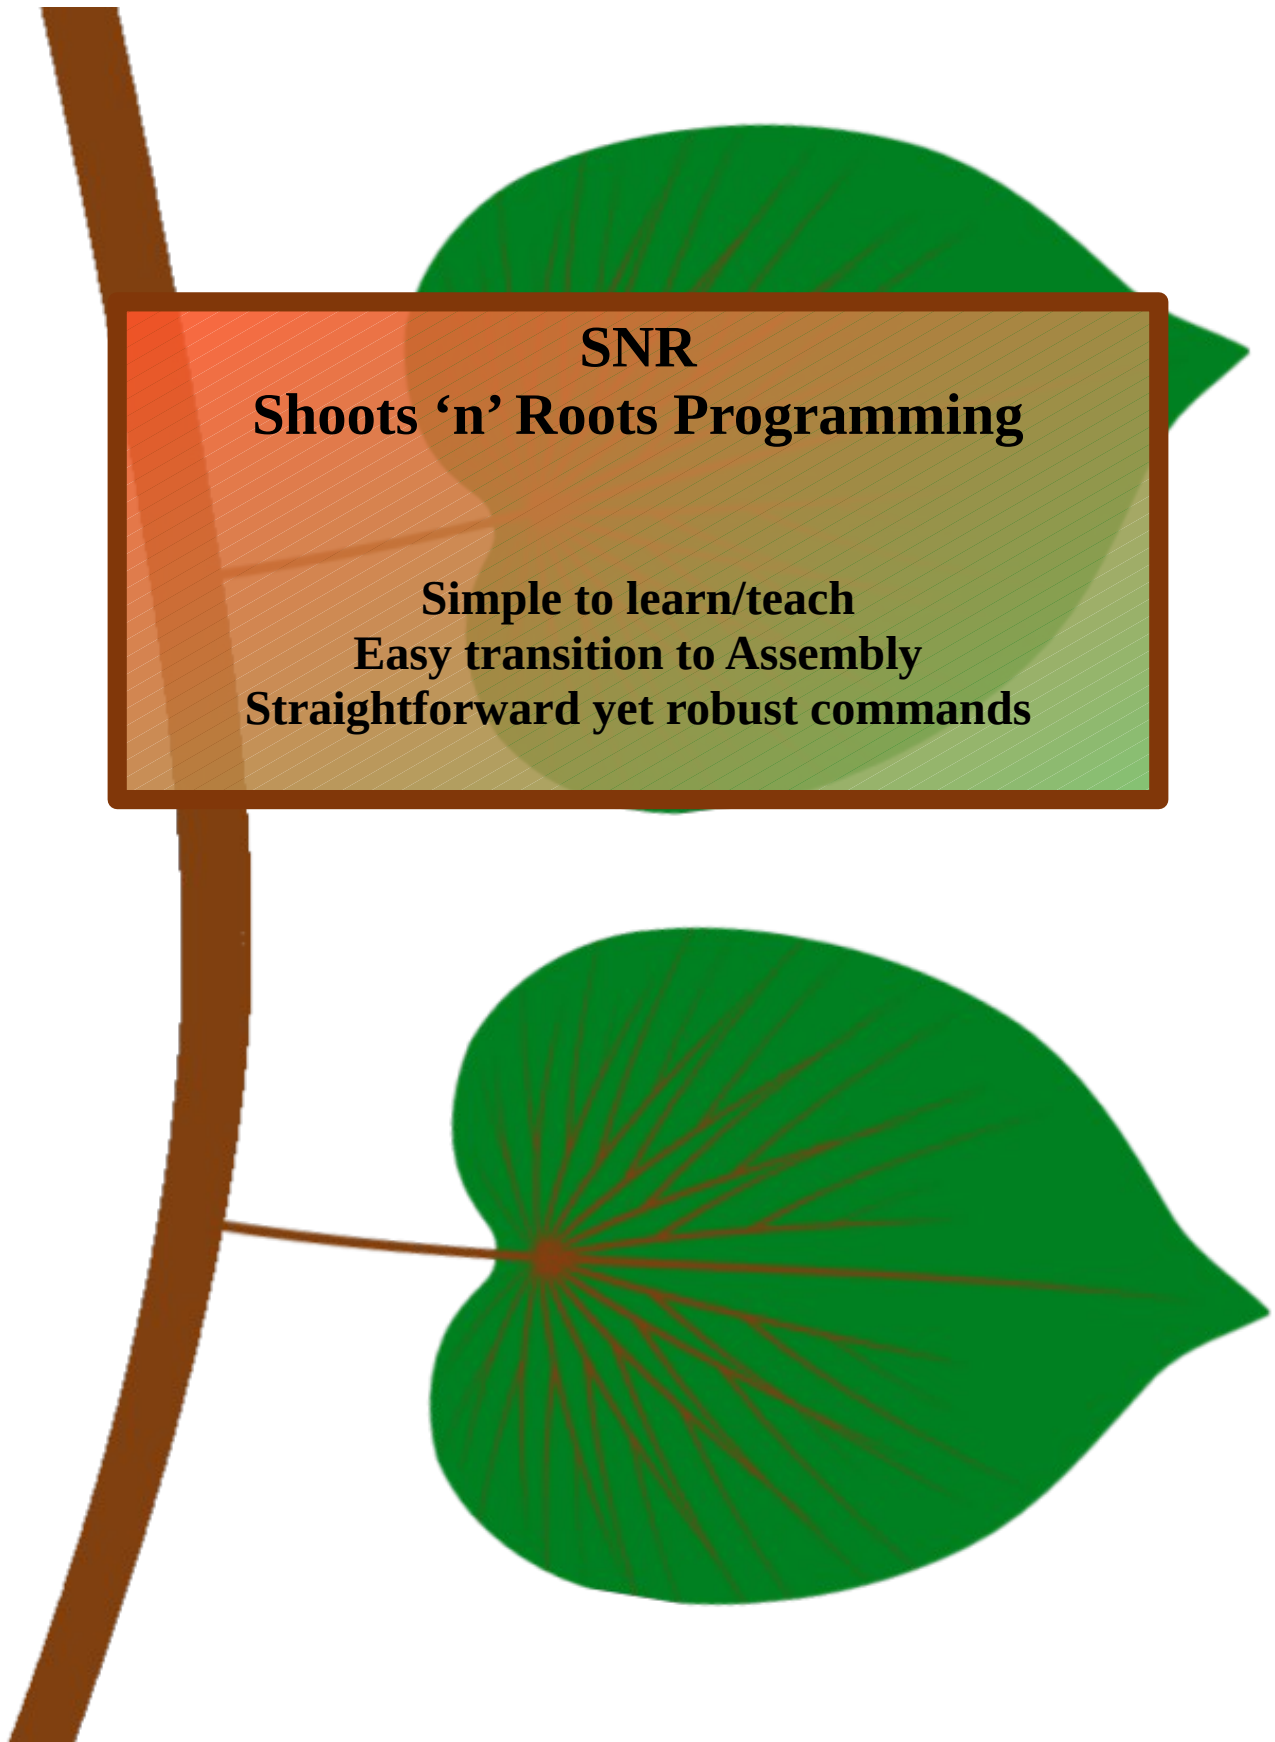 SNR
Shoots ‘n’ Roots Programming
Simple to learn/teach
Easy transition to Assembly
Straightforward yet robust commands